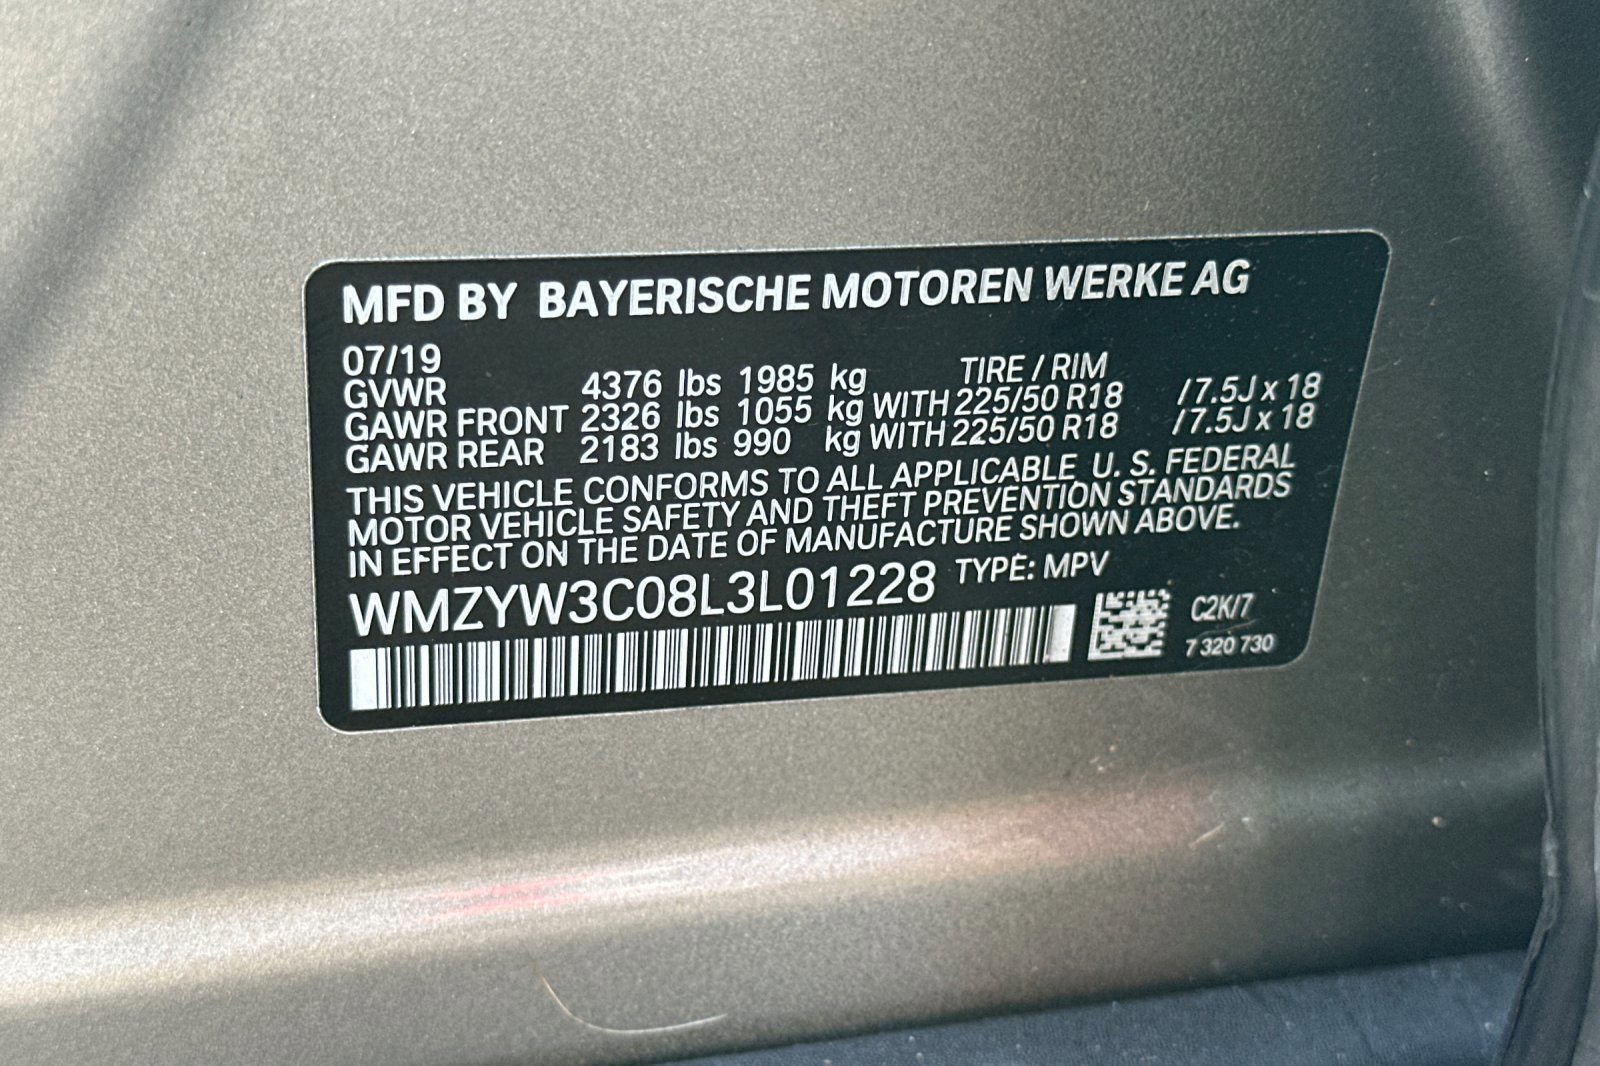 MFD BY BAYERISCHE MOTOREN WERKE AG
07/19 TIRE / RIM
GVWR 4376 lbs 1985 kg
GAWR FRONT 2326 lbs 1055 kg WITH 225/50 R18 /7.5J x 18
GAWR REAR 2183 lbs 990 kg WITH 225/50 R18 /7.5J x 18
THIS VEHICLE CONFORMS TO ALL APPLICABLE U. S. FEDERAL
MOTOR VEHICLE SAFETY AND THEFT PREVENTION STANDARDS
IN EFFECT ON THE DATE OF MANUFACTURE SHOWN ABOVE.
WMZYW3C08L3L01228 TYPE: MPV
C2K/7
7 320 730